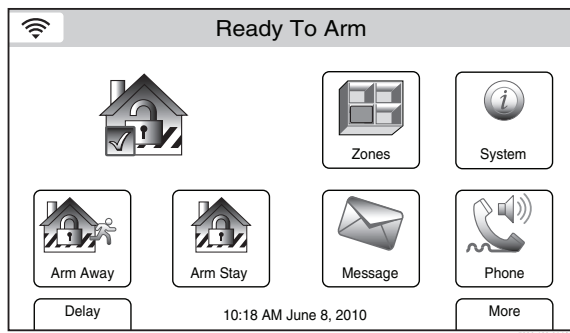 Ready To Arm
Zones
System
Arm Away
Arm Stay
Message
Phone
Delay
10:18 AM June 8, 2010
More